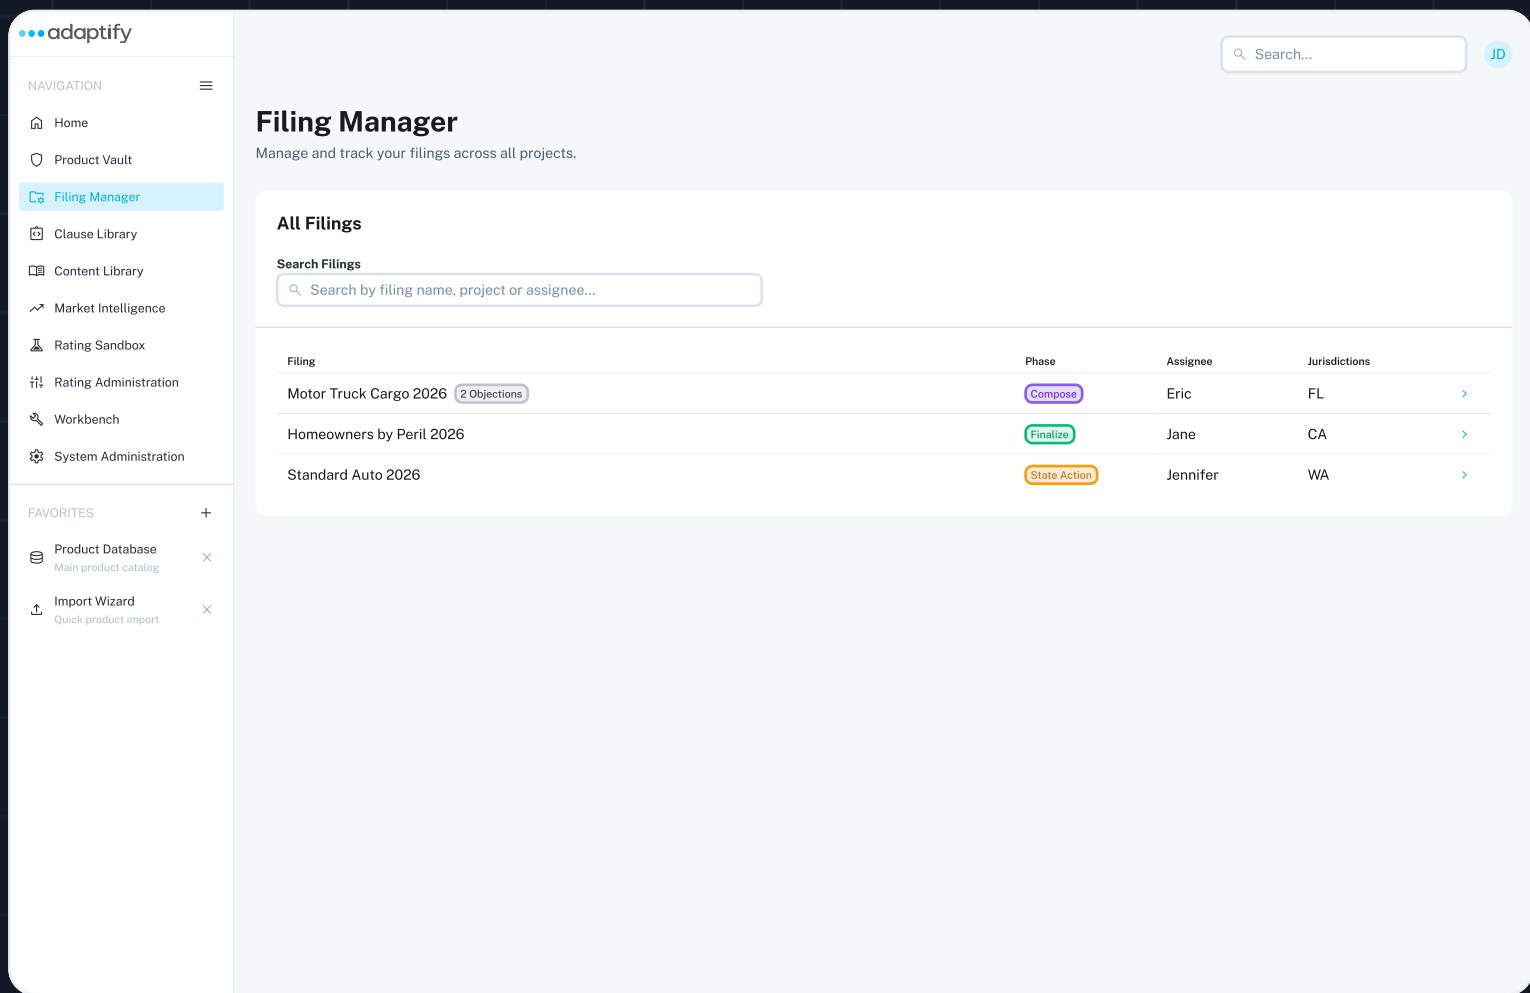 adaptify
Search...
JD
NAVIGATION
Home
Product Vault
Filing Manager
Clause Library
Content Library
Market Intelligence
Rating Sandbox
Rating Administration
Workbench
System Administration
FAVORITES
Product Database
Main product catalog
Import Wizard
Quick product import
Filing Manager
Manage and track your filings across all projects.
All Filings
Search Filings
Search by filing name, project or assignee...
Filing Phase Assignee Jurisdictions
Motor Truck Cargo 2026 2 Objections Compose Eric FL
Homeowners by Peril 2026 Finalize Jane CA
Standard Auto 2026 State Action Jennifer WA